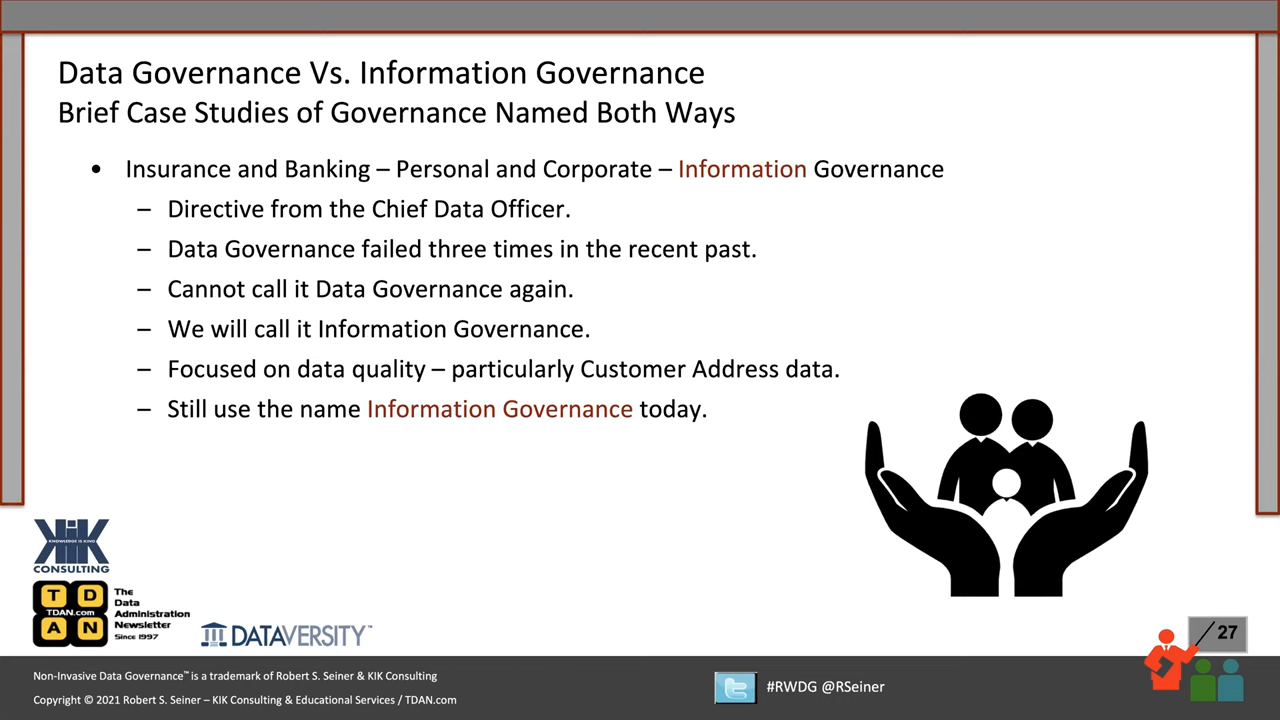 Data Governance Vs. Information Governance
Brief Case Studies of Governance Named Both Ways
• Insurance and Banking – Personal and Corporate – Information Governance
– Directive from the Chief Data Officer.
– Data Governance failed three times in the recent past.
– Cannot call it Data Governance again.
– We will call it Information Governance.
– Focused on data quality – particularly Customer Address data.
– Still use the name Information Governance today.
KIK
KNOWLEDGE IS KING
CONSULTING
T D
TDAN.com
A N
The
Data
Administration
Newsletter
Since 1997
DATAVERSITY™
27
Non-Invasive Data Governance™ is a trademark of Robert S. Seiner & KIK Consulting
Copyright © 2021 Robert S. Seiner – KIK Consulting & Educational Services / TDAN.com
#RWDG @RSeiner